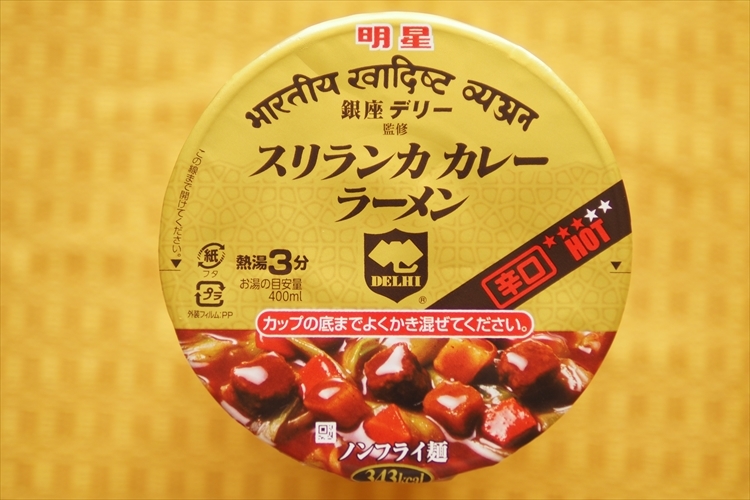 明星
भारतीय स्वादिष्ट व्यञ्जन
銀座デリー
監修
スリランカ カレー
ラーメン
この線まで開けてください。
紙
フタ
プラ
外装フィルム:PP
熱湯3分
お湯の目安量
400ml
DELHI
®
辛口
★★★★★
HOT
カップの底までよくかき混ぜてください。
ノンフライ麺
343kcal